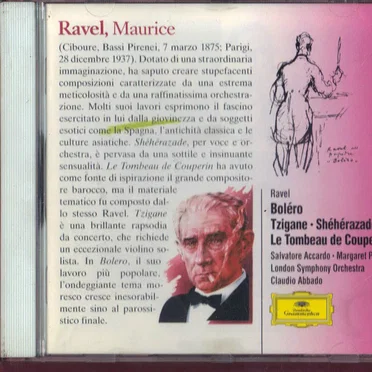 Ravel, Maurice
(Ciboure, Bassi Pirenei, 7 marzo 1875; Parigi,
28 dicembre 1937). Dotato di una straordinaria
immaginazione, ha saputo creare stupefacenti
composizioni caratterizzate da una estrema
meticolosità e da una raffinatissima orchestra-
zione. Molti suoi lavori esprimono il fascino
esercitato in lui dalla giovinezza e da soggetti
esotici come la Spagna, l'antichità classica e le
culture asiatiche. Shéhérazade, per voce e or-
chestra, è pervasa da una sottile e insinuante
sensualità. Le Tombeau de Couperin ha avuto
come fonte di ispirazione il grande composito-
re barocco, ma il materiale
tematico fu composto dal-
lo stesso Ravel. Tzigane
è una brillante rapsodia
da concerto, che richiede
un eccezionale violino so-
lista. In Bolero, il suo
lavoro più popolare,
l'ondeggiante tema mo-
resco cresce inesorabil-
mente sino al parossi-
stico finale.
Ravel
Boléro
Tzigane · Shéhérazad
Le Tombeau de Coupe
Salvatore Accardo · Margaret P
London Symphony Orchestra
Claudio Abbado
Deutsche
Grammophon